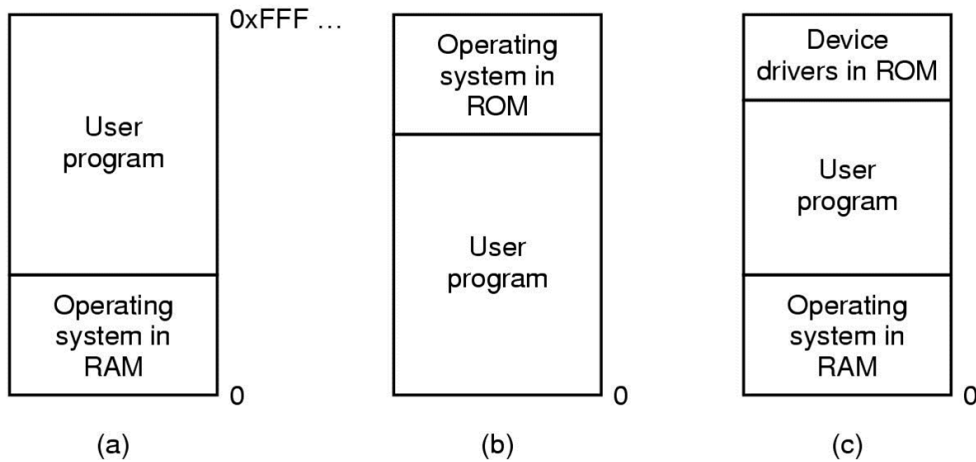 0xFFF ...
User
program
Operating
system in
RAM
0
(a)
Operating
system in
ROM
User
program
0
(b)
Device
drivers in ROM
User
program
Operating
system in
RAM
0
(c)